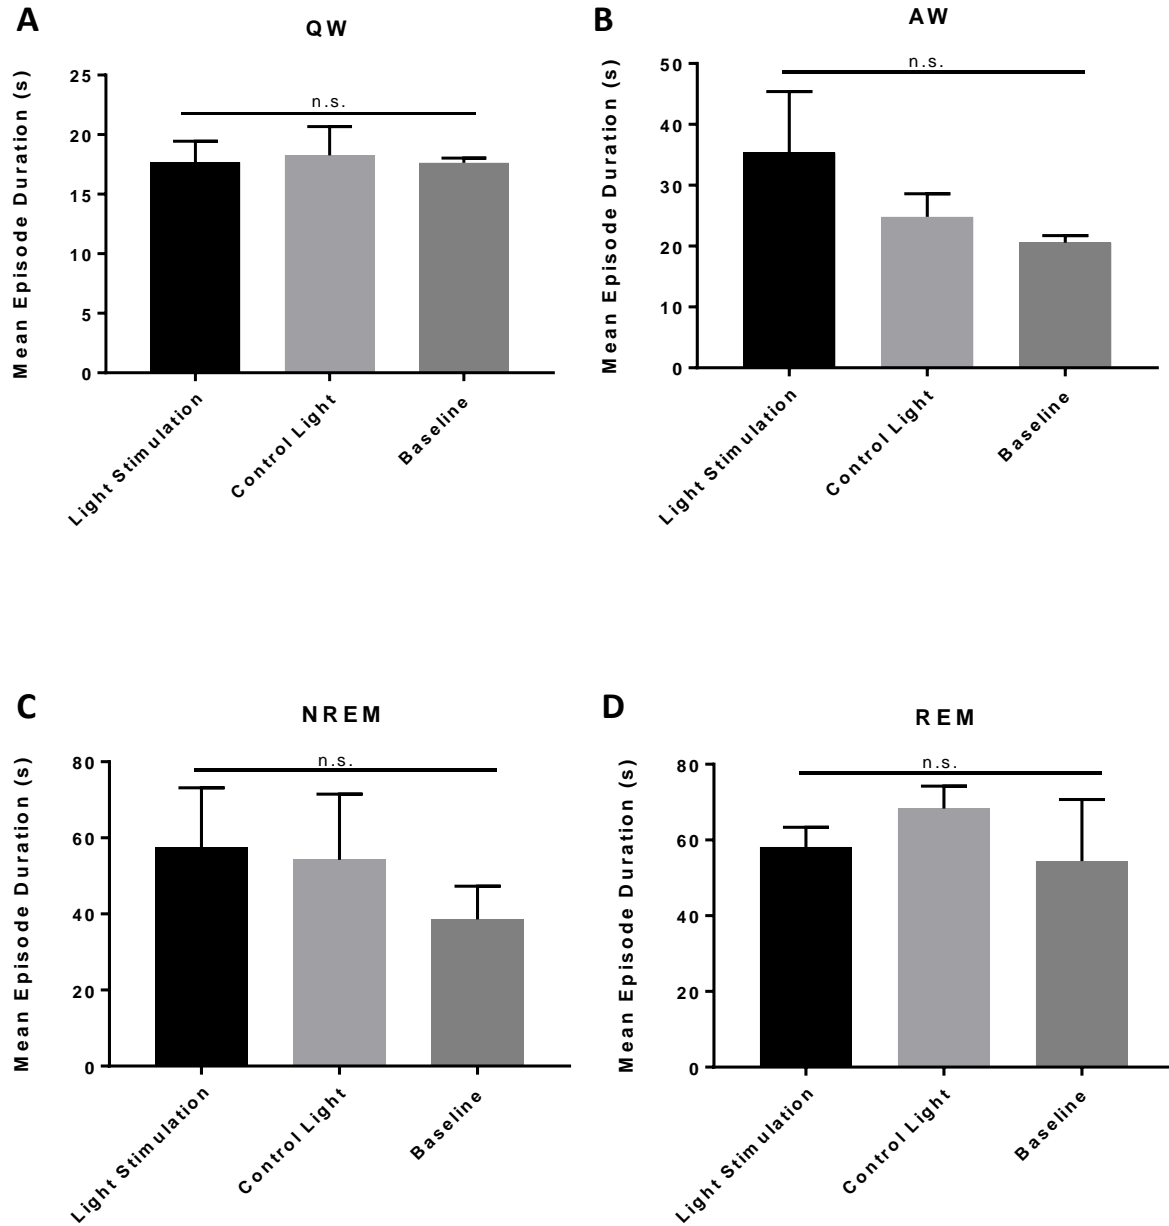 A
QW
Mean Episode Duration (s)
25
20
15
10
5
0
n.s.
Light Stimulation
Control Light
Baseline
B
AW
Mean Episode Duration (s)
50
40
30
20
10
0
n.s.
Light Stimulation
Control Light
Baseline
C
NREM
Mean Episode Duration (s)
80
60
40
20
0
n.s.
Light Stimulation
Control Light
Baseline
D
REM
Mean Episode Duration (s)
80
60
40
20
0
n.s.
Light Stimulation
Control Light
Baseline